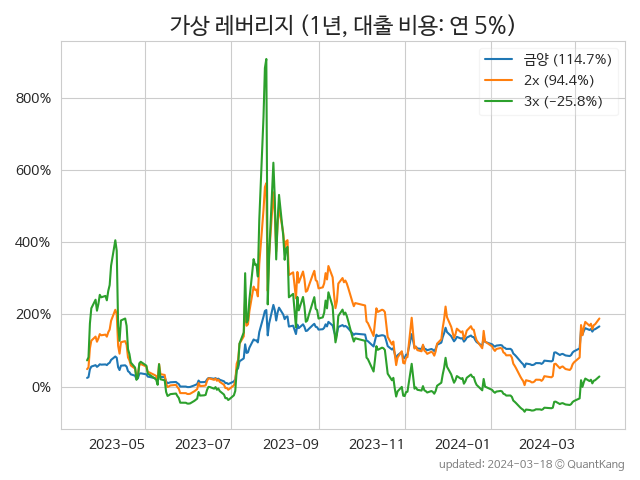 가상 레버리지 (1년, 대출 비용: 연 5%)
금양 (114.7%)
2x (94.4%)
3x (−25.8%)
800%
600%
400%
200%
0%
2023-05
2023-07
2023-09
2023-11
2024-01
2024-03
updated: 2024-03-18 © QuantKang